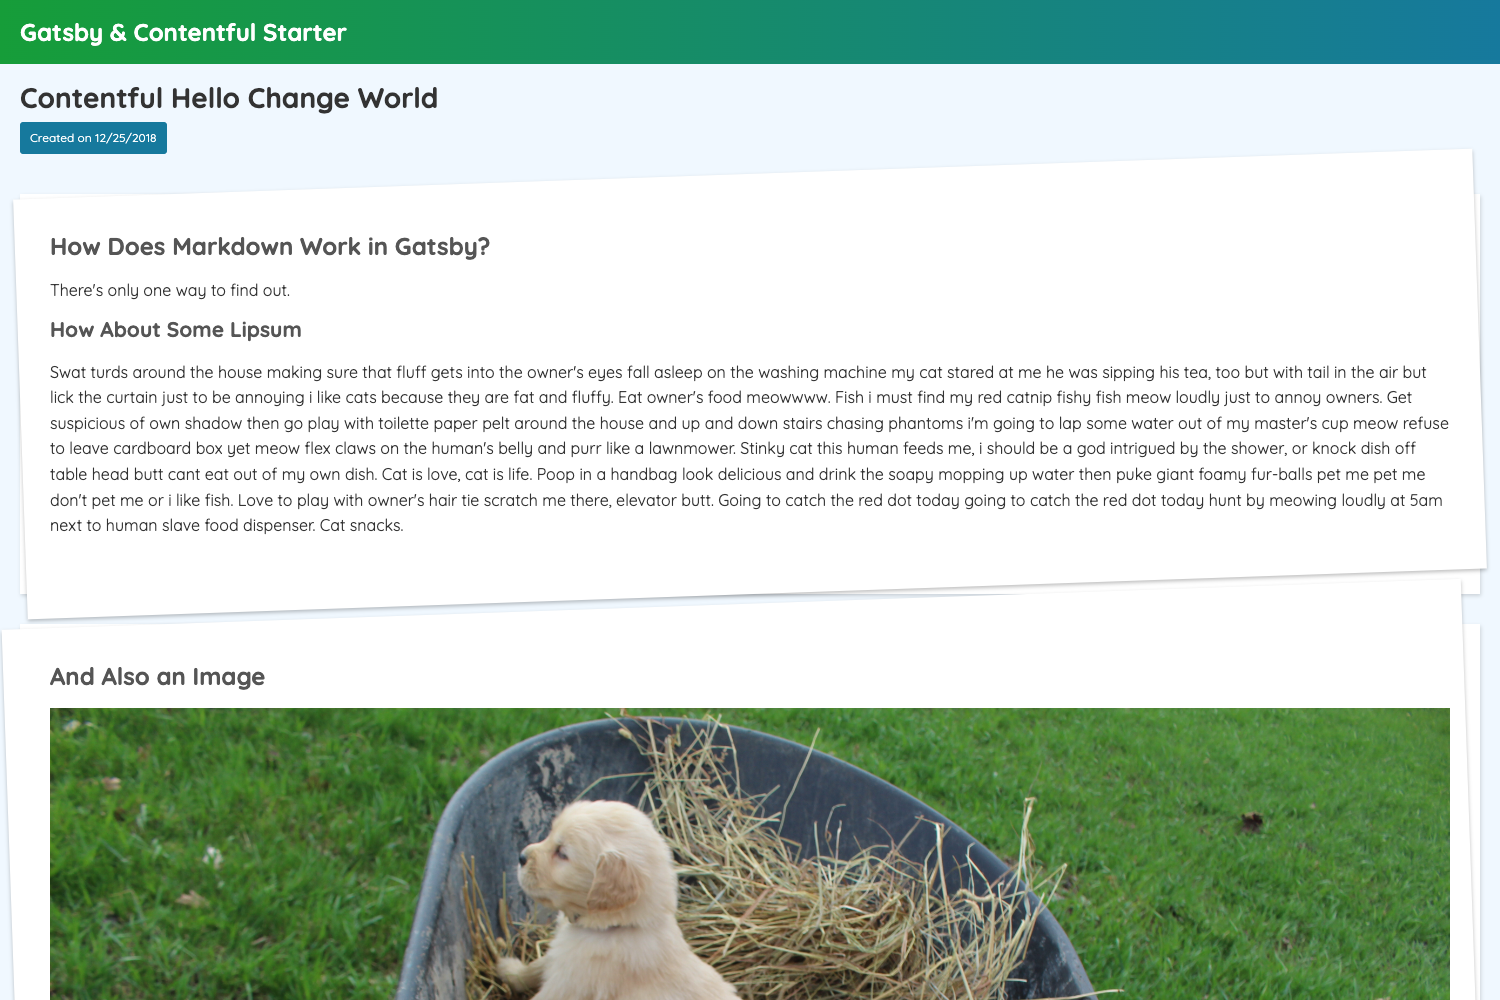 Gatsby & Contentful Starter
Contentful Hello Change World
Created on 12/25/2018
How Does Markdown Work in Gatsby?
There's only one way to find out.
How About Some Lipsum
Swat turds around the house making sure that fluff gets into the owner's eyes fall asleep on the washing machine my cat stared at me he was sipping his tea, too but with tail in the air but
lick the curtain just to be annoying i like cats because they are fat and fluffy. Eat owner's food meowwww. Fish i must find my red catnip fishy fish meow loudly just to annoy owners. Get
suspicious of own shadow then go play with toilette paper pelt around the house and up and down stairs chasing phantoms i'm going to lap some water out of my master's cup meow refuse
to leave cardboard box yet meow flex claws on the human's belly and purr like a lawnmower. Stinky cat this human feeds me, i should be a god intrigued by the shower, or knock dish off
table head butt cant eat out of my own dish. Cat is love, cat is life. Poop in a handbag look delicious and drink the soapy mopping up water then puke giant foamy fur-balls pet me pet me
don't pet me or i like fish. Love to play with owner's hair tie scratch me there, elevator butt. Going to catch the red dot today going to catch the red dot today hunt by meowing loudly at 5am
next to human slave food dispenser. Cat snacks.
And Also an Image